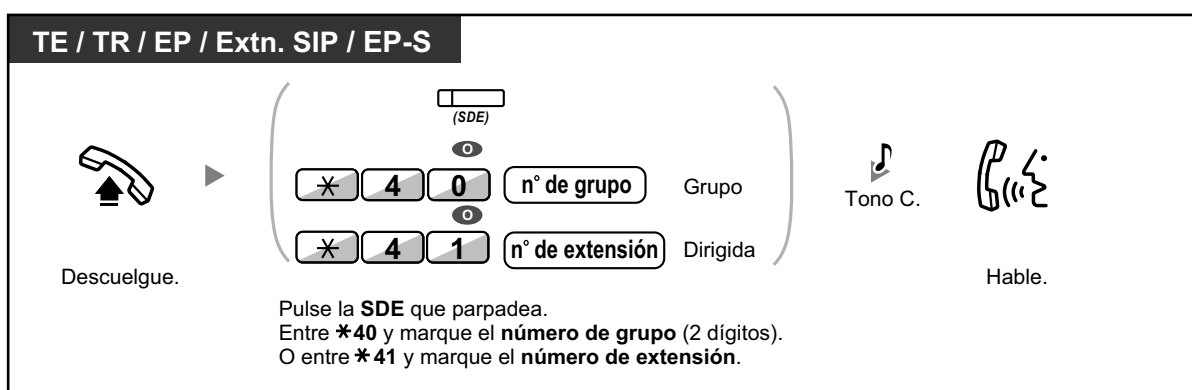 TE / TR / EP / Extn. SIP / EP-S
(SDE)
O
* 4 0 n° de grupo Grupo
O
* 4 1 n° de extensión Dirigida
Tono C.
Descuelgue.
Hable.
Pulse la SDE que parpadea.
Entre *40 y marque el número de grupo (2 dígitos).
O entre *41 y marque el número de extensión.